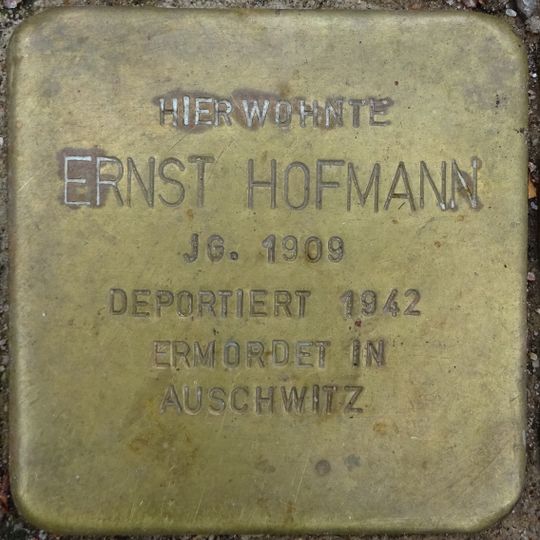 HIER WOHNTE
ERNST HOFMANN
JG. 1909
DEPORTIERT 1942
ERMORDET IN
AUSCHWITZ